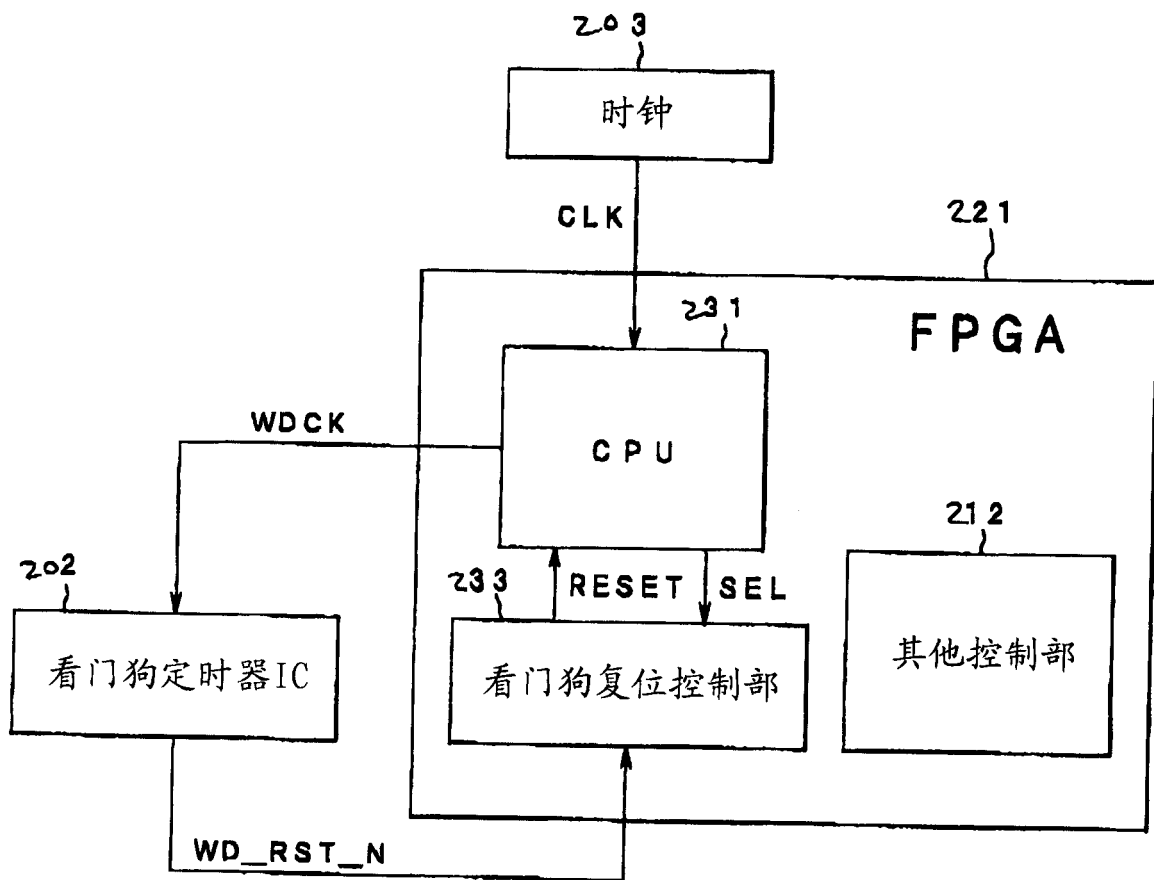 203
时钟
CLK
221
231
FPGA
WDCK
CPU
212
202
233
RESET
SEL
看门狗定时器IC
看门狗复位控制部
其他控制部
WD_RST_N